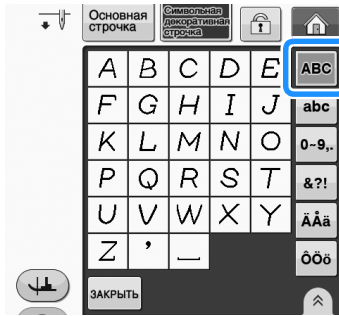 Основная строчка
Символьная декоративная строчка
A B C D E ABC
F G H I J abc
K L M N O 0~9,.
P Q R S T &?!
U V W X Y ÄÅä
Z ’ _ ÔÖö
ЗАКРЫТЬ